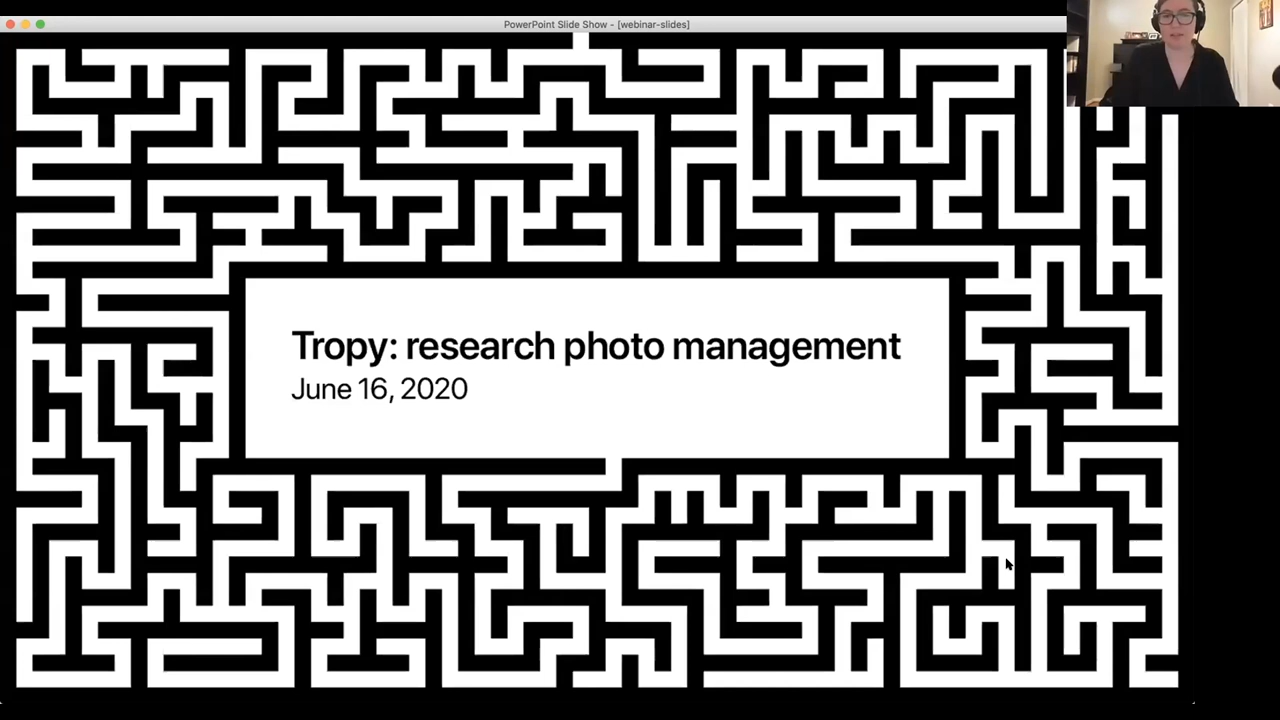 PowerPoint Slide Show - [webinar-slides]
Tropy: research photo management
June 16, 2020